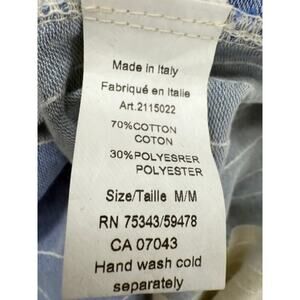 Made in Italy
Fabriqué en Italie
Art.2115022
70%COTTON
COTON
30%POLYESRER
POLYESTER
Size/Taille M/M
RN 75343/59478
CA 07043
Hand wash cold
separately